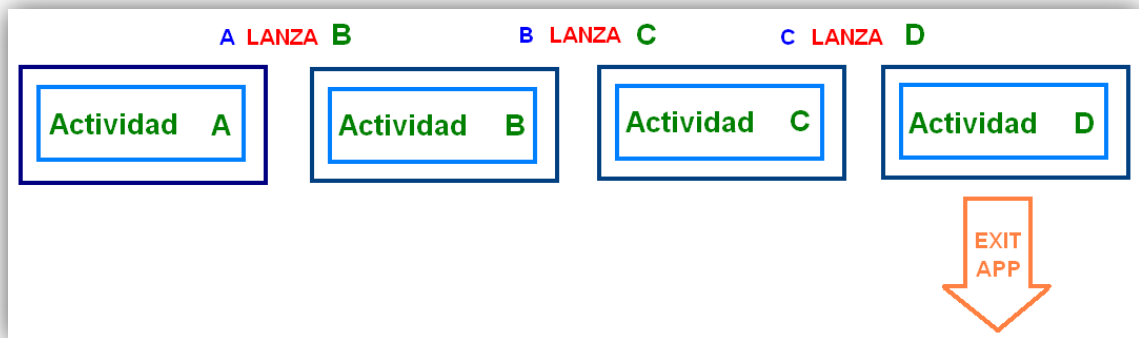 A LANZA B
B LANZA C
C LANZA D
Actividad A
Actividad B
Actividad C
Actividad D
EXIT
APP